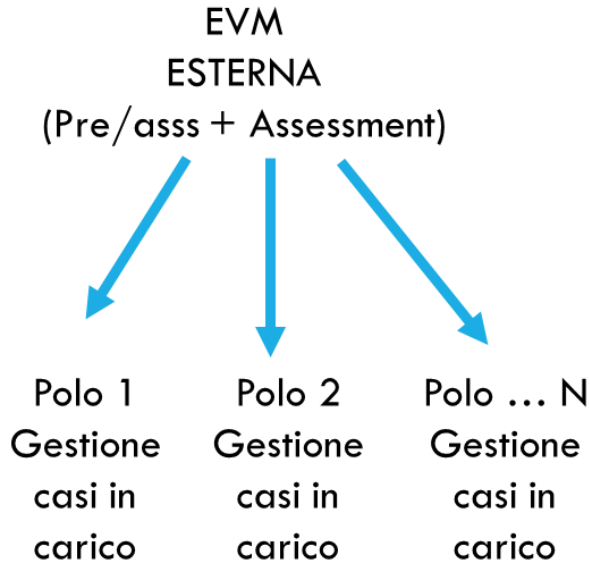 EVM
ESTERNA
(Pre/asss + Assessment)
Polo 1
Gestione
casi in
carico
Polo 2
Gestione
casi in
carico
Polo ... N
Gestione
casi in
carico